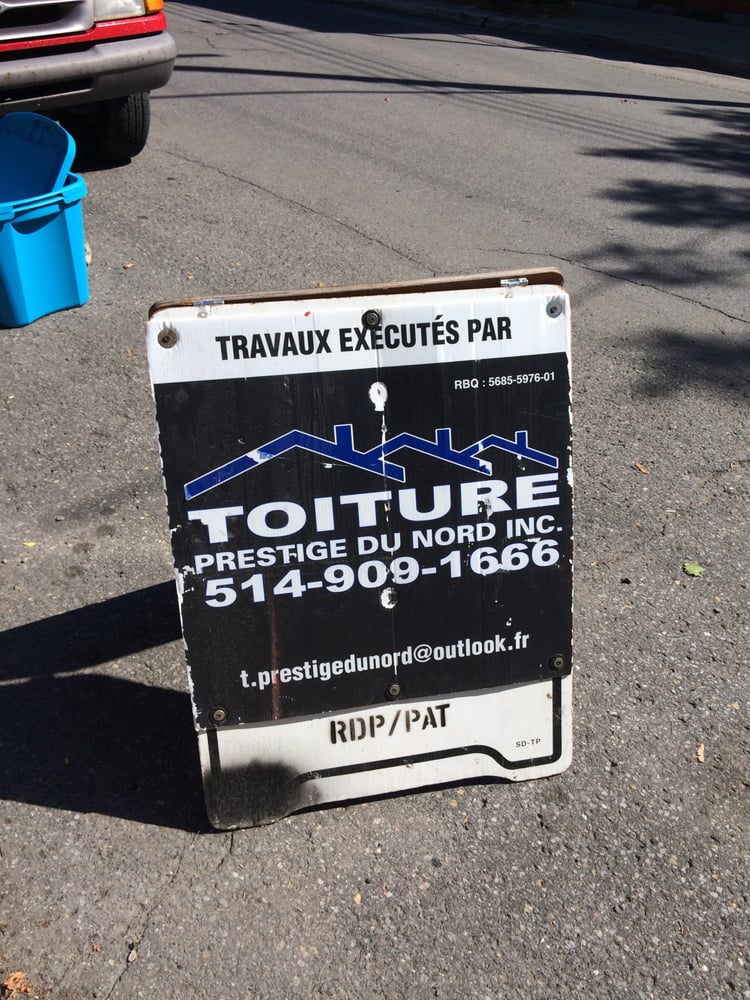 TRAVAUX EXÉCUTÉS PAR
RBQ : 5685-5976-01
TOITURE
PRESTIGE DU NORD INC.
514-909-1666
t.prestigedunord@outlook.fr
RDP/PAT
SD-TP